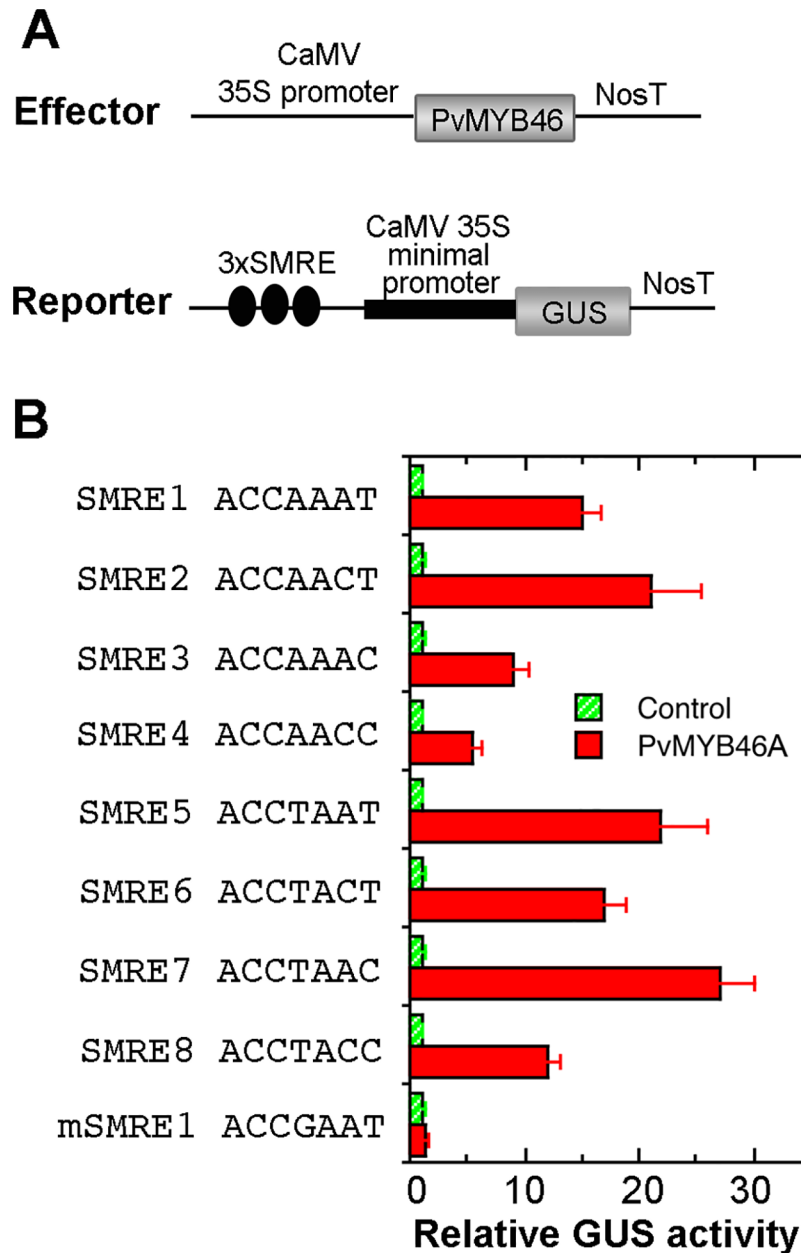 A
CaMV
35S promoter
Effector
PvMYB46
NosT
CaMV 35S
minimal
promoter
3xSMRE
Reporter
GUS
NosT
B
SMRE1 ACCAAAT
SMRE2 ACCAACT
SMRE3 ACCAAAC
SMRE4 ACCAACC
SMRE5 ACCTAAT
SMRE6 ACCTACT
SMRE7 ACCTAAC
SMRE8 ACCTACC
mSMRE1 ACCGAAT
Control
PvMYB46A
0 10 20 30
Relative GUS activity